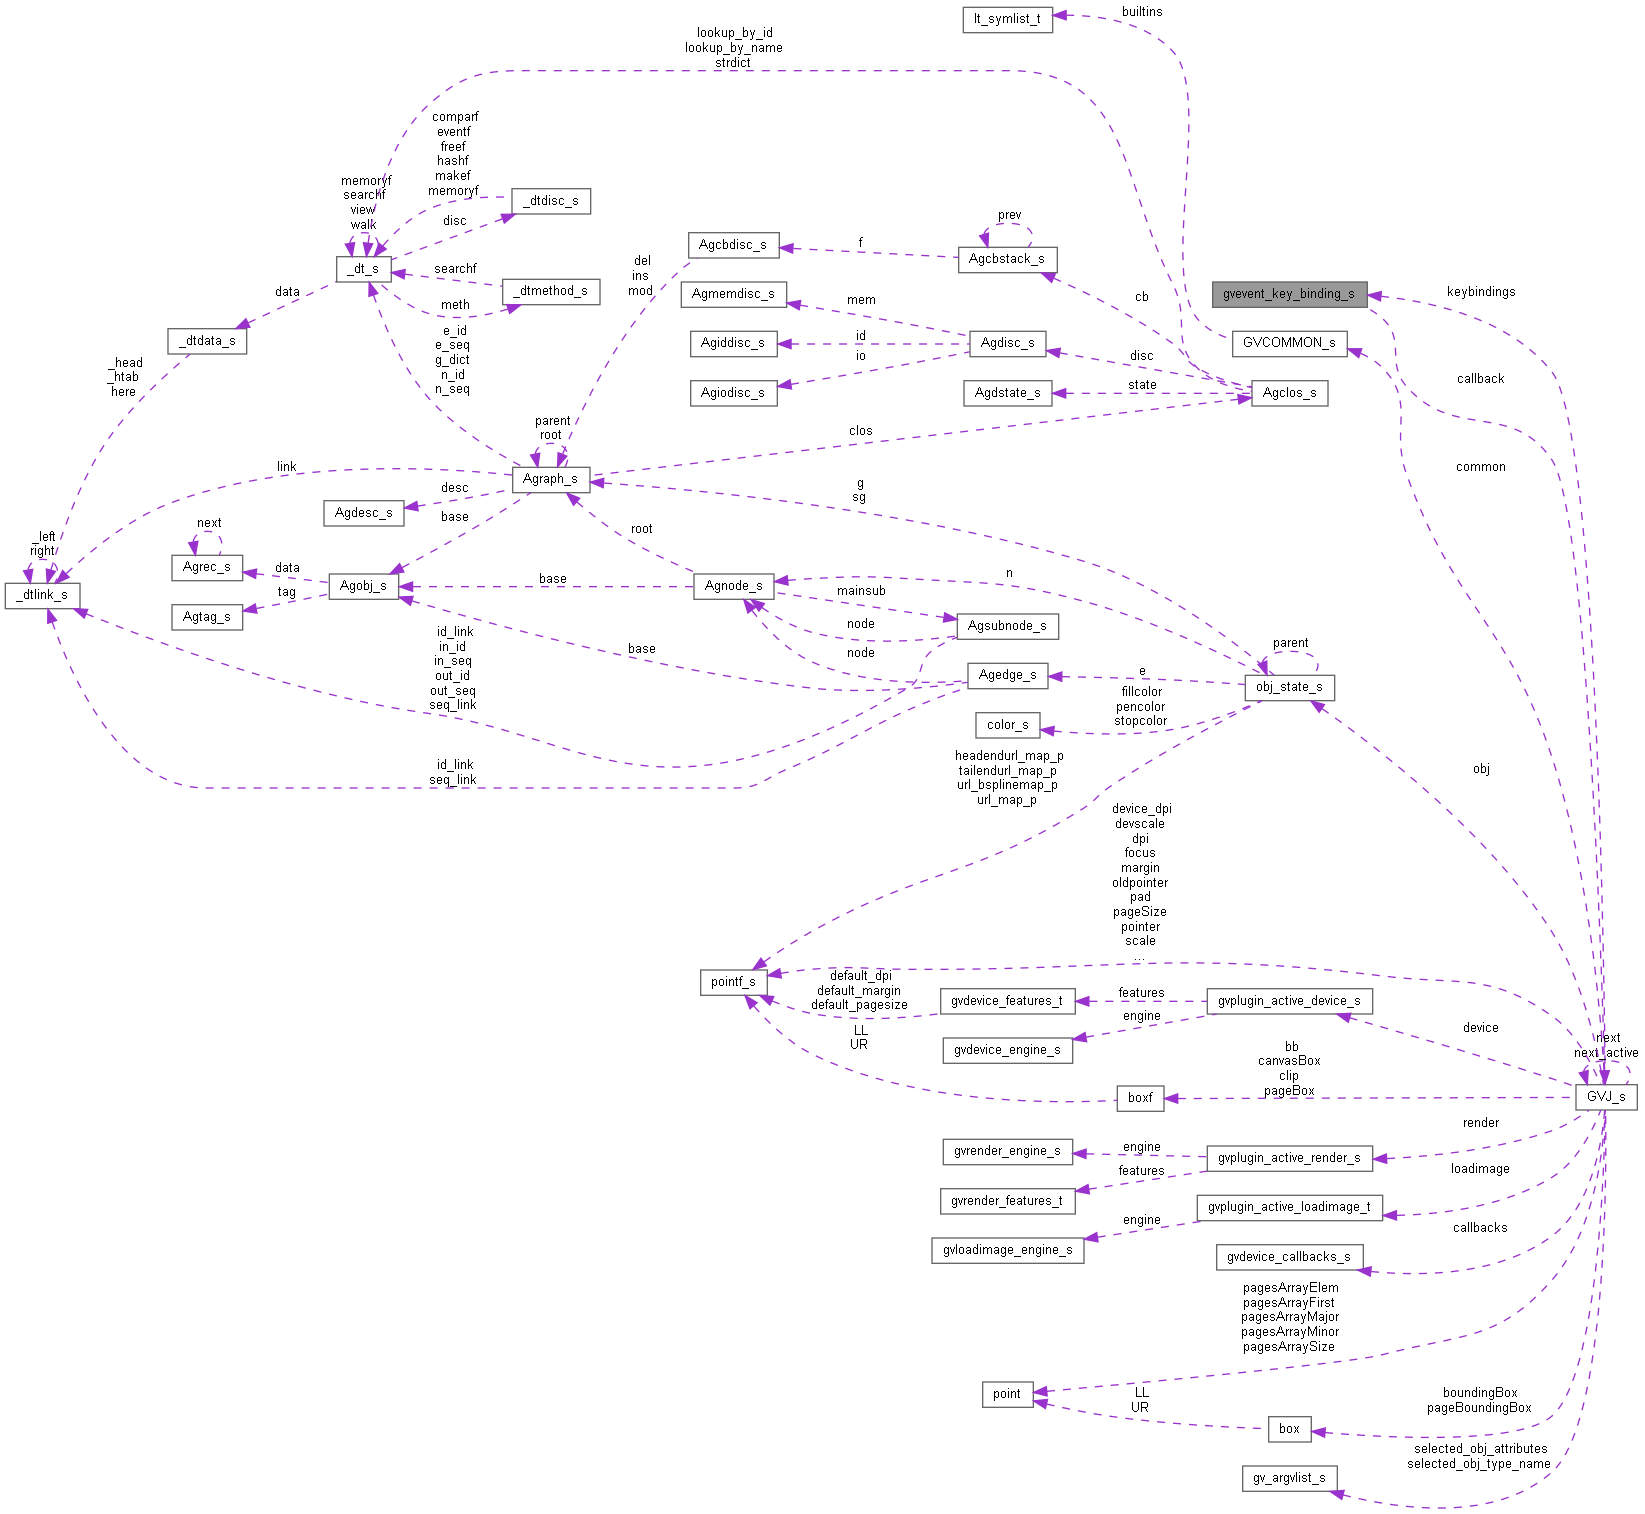 builtins
lt_symlist_t
lookup_by_id
lookup_by_name
strdict
comparf
eventf
freef
hashf
makef
memoryf
memoryf
searchf
view
walk
_dtdisc_s
disc
prev
f
Agcbdisc_s
Agcbstack_s
del
ins
mod
_dt_s
searchf
_dtmethod_s
meth
data
cb
mem
Agmemdisc_s
gvevent_key_binding_s
keybindings
e_id
e_seq
g_dict
n_id
n_seq
_dtdata_s
id
Agiddisc_s
Agdisc_s
io
disc
GVCOMMON_s
_head
_htab
here
Agiodisc_s
Agdstate_s
state
Agclos_s
callback
parent
root
clos
link
Agraph_s
common
desc
g
sg
Agdesc_s
base
next
root
_left
right
Agrec_s
data
Agobj_s
base
Agnode_s
n
_dtlink_s
tag
mainsub
Agtag_s
node
Agsubnode_s
id_link
in_id
in_seq
out_id
out_seq
seq_link
base
node
parent
Agedge_s
e
obj_state_s
fillcolor
pencolor
stopcolor
color_s
headendurl_map_p
tailendurl_map_p
url_bsplinemap_p
url_map_p
id_link
seq_link
obj
device_dpi
devscale
dpi
focus
margin
oldpointer
pad
pageSize
pointer
scale
...
pointf_s
default_dpi
default_margin
default_pagesize
gvdevice_features_t
features
gvplugin_active_device_s
engine
gvdevice_engine_s
LL
UR
device
next
next_active
bb
canvasBox
clip
pageBox
boxf
GVJ_s
render
gvrender_engine_s
engine
gvplugin_active_render_s
features
gvrender_features_t
loadimage
gvplugin_active_loadimage_t
engine
gvloadimage_engine_s
callbacks
gvdevice_callbacks_s
pagesArrayElem
pagesArrayFirst
pagesArrayMajor
pagesArrayMinor
pagesArraySize
point
LL
UR
boundingBox
pageBoundingBox
box
selected_obj_attributes
selected_obj_type_name
gv_argvlist_s